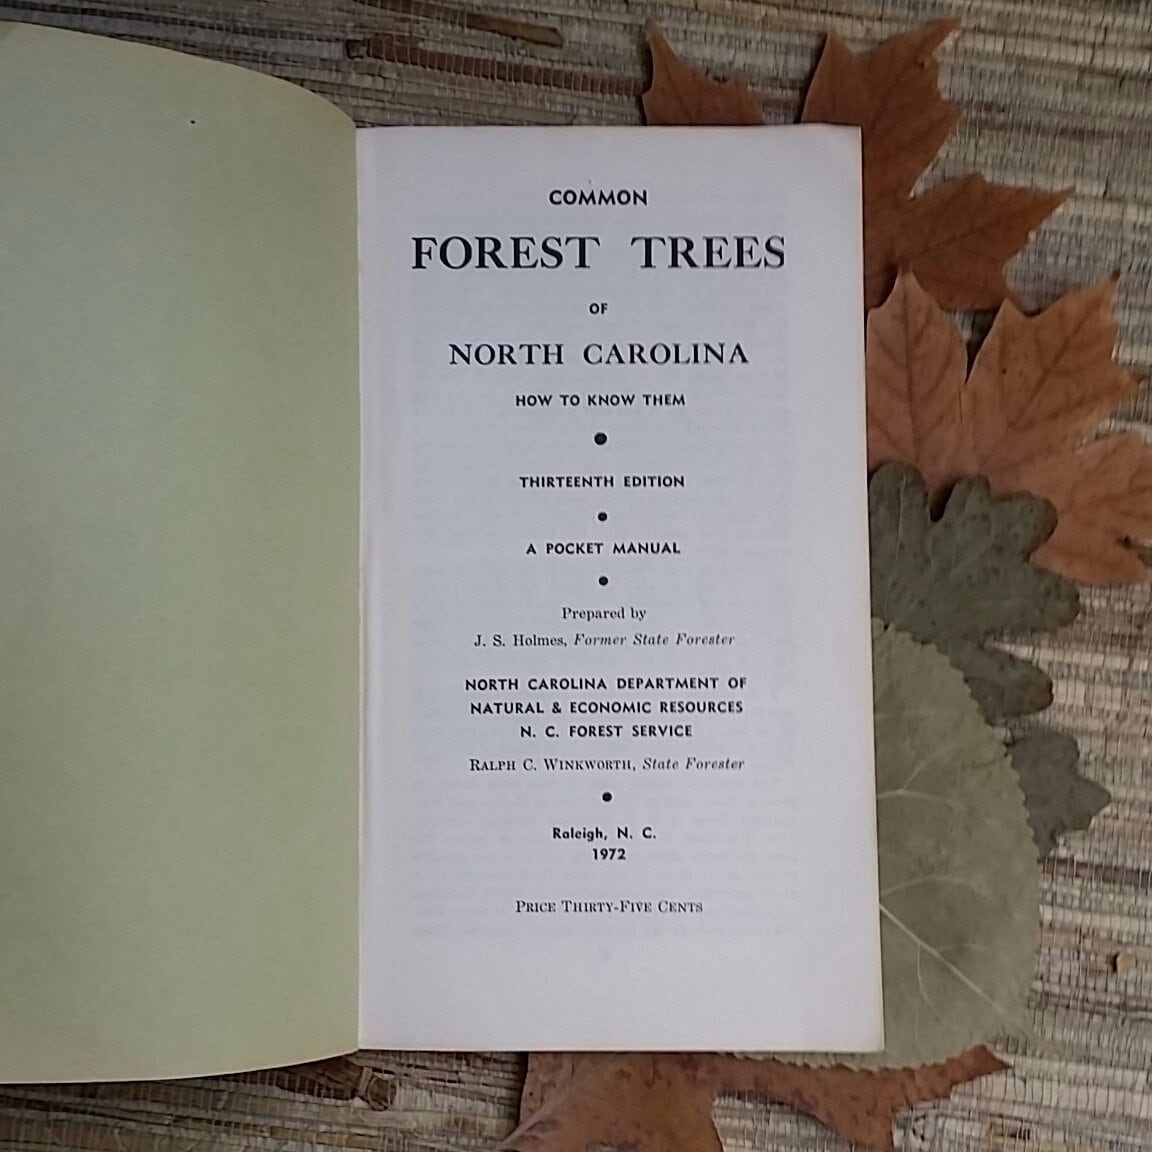 COMMON
FOREST TREES
OF
NORTH CAROLINA
HOW TO KNOW THEM
●
THIRTEENTH EDITION
●
A POCKET MANUAL
●
Prepared by
J. S. Holmes, Former State Forester
NORTH CAROLINA DEPARTMENT OF
NATURAL & ECONOMIC RESOURCES
N. C. FOREST SERVICE
RALPH C. WINKWORTH, State Forester
●
Raleigh, N. C.
1972
PRICE THIRTY-FIVE CENTS